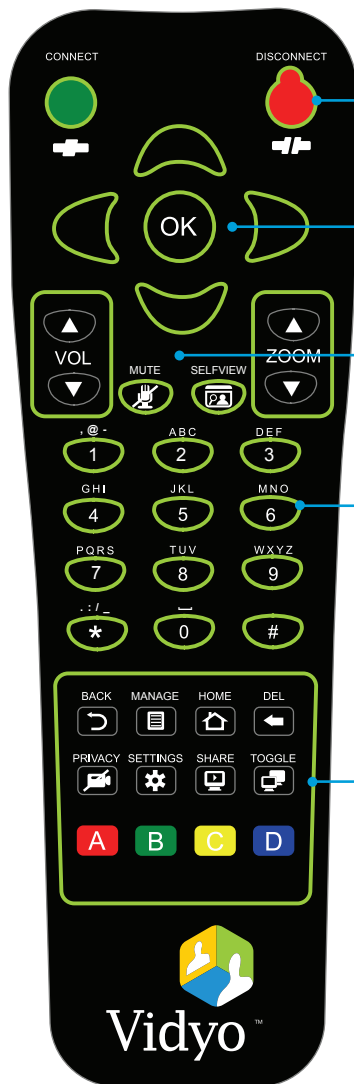 CONNECT DISCONNECT
OK
VOL ZOOM
MUTE SELFVIEW
, @ - ABC DEF
1 2 3
GHI JKL MNO
4 5 6
PQRS TUV WXYZ
7 8 9
. : / _ ⎵
* 0 #
BACK MANAGE HOME DEL
PRIVACY SETTINGS SHARE TOGGLE
A B C D
Vidyo™